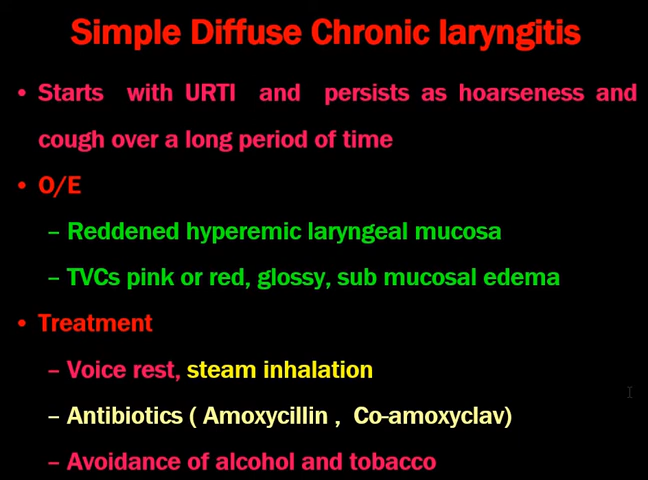 Simple Diffuse Chronic laryngitis
• Starts with URTI and persists as hoarseness and
cough over a long period of time
• O/E
– Reddened hyperemic laryngeal mucosa
– TVCs pink or red, glossy, sub mucosal edema
• Treatment
– Voice rest, steam inhalation
– Antibiotics ( Amoxycillin , Co-amoxyclav)
– Avoidance of alcohol and tobacco